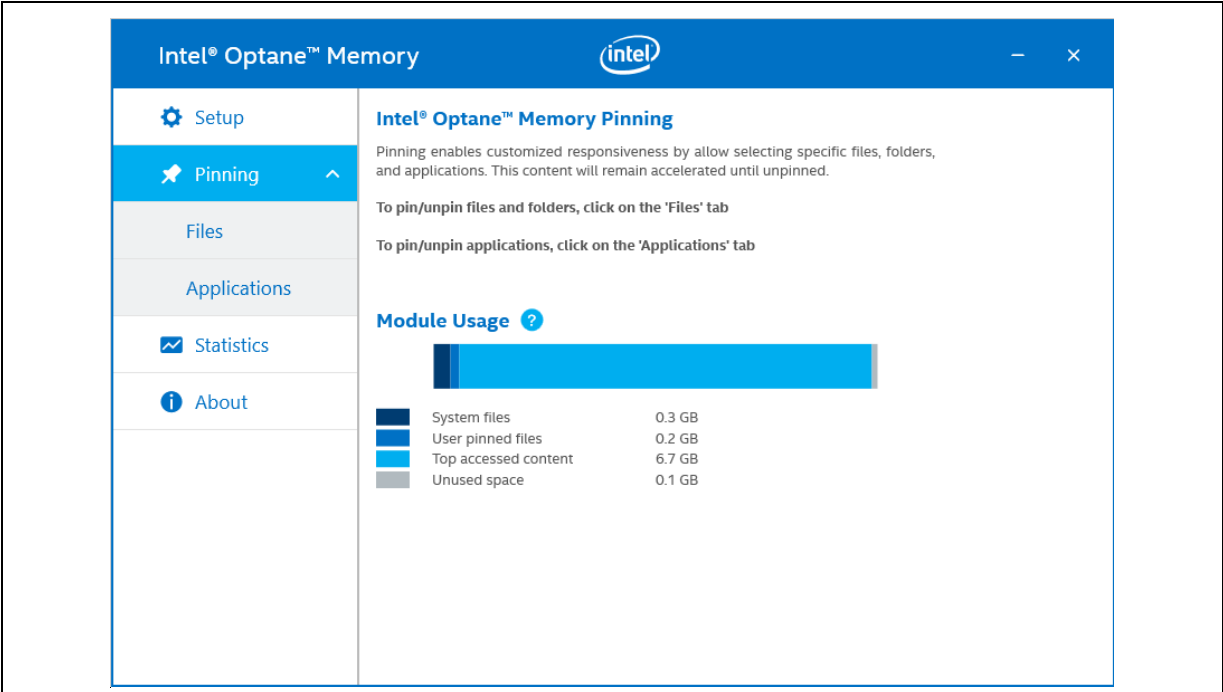 Intel® Optane™ Memory
intel
Setup
Pinning
Files
Applications
Statistics
About
Intel® Optane™ Memory Pinning
Pinning enables customized responsiveness by allow selecting specific files, folders,
and applications. This content will remain accelerated until unpinned.
To pin/unpin files and folders, click on the 'Files' tab
To pin/unpin applications, click on the 'Applications' tab
Module Usage ?
System files 0.3 GB
User pinned files 0.2 GB
Top accessed content 6.7 GB
Unused space 0.1 GB